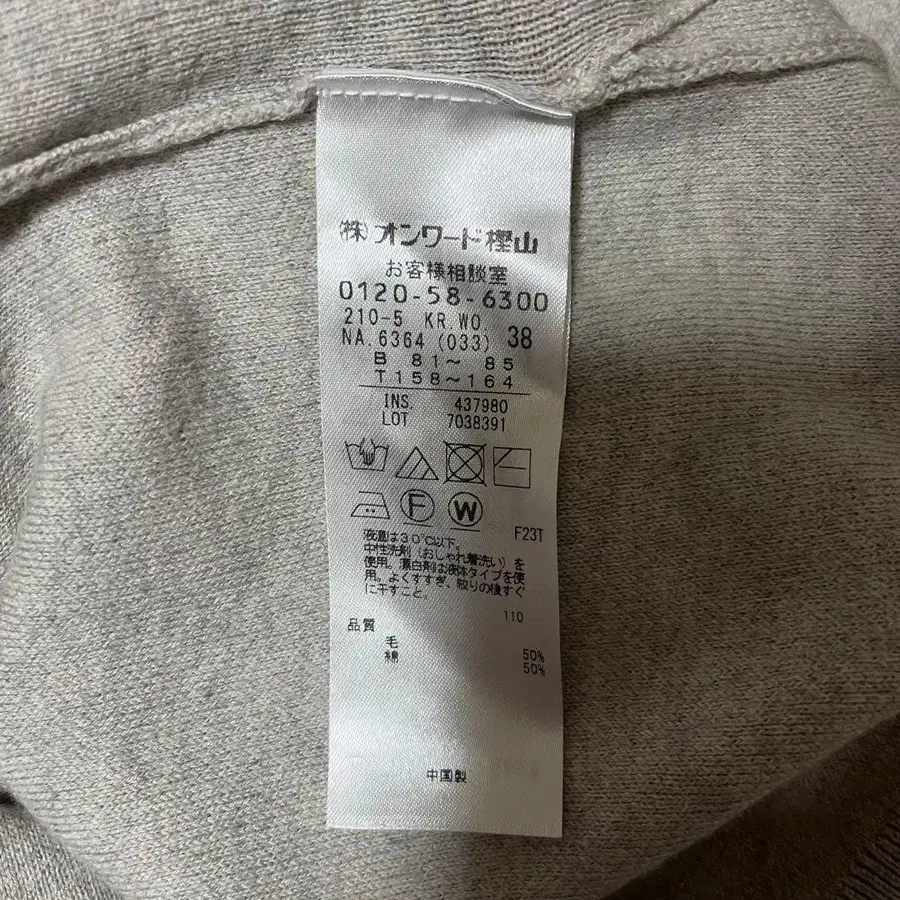 (株)オンワード樫山
お客様相談室
0120-58-6300
210-5 KR.WO.
NA.6364 (033) 38
B 81〜 85
T158〜164
INS. 437980
LOT 7038391
F W
F23T
液温は30℃以下。
中性洗剤(おしゃれ着洗い)を
使用。漂白剤は液体タイプを使
用。よくすすぎ、絞りの後すぐ
に干すこと。
110
品質
毛 50%
綿 50%
中国製